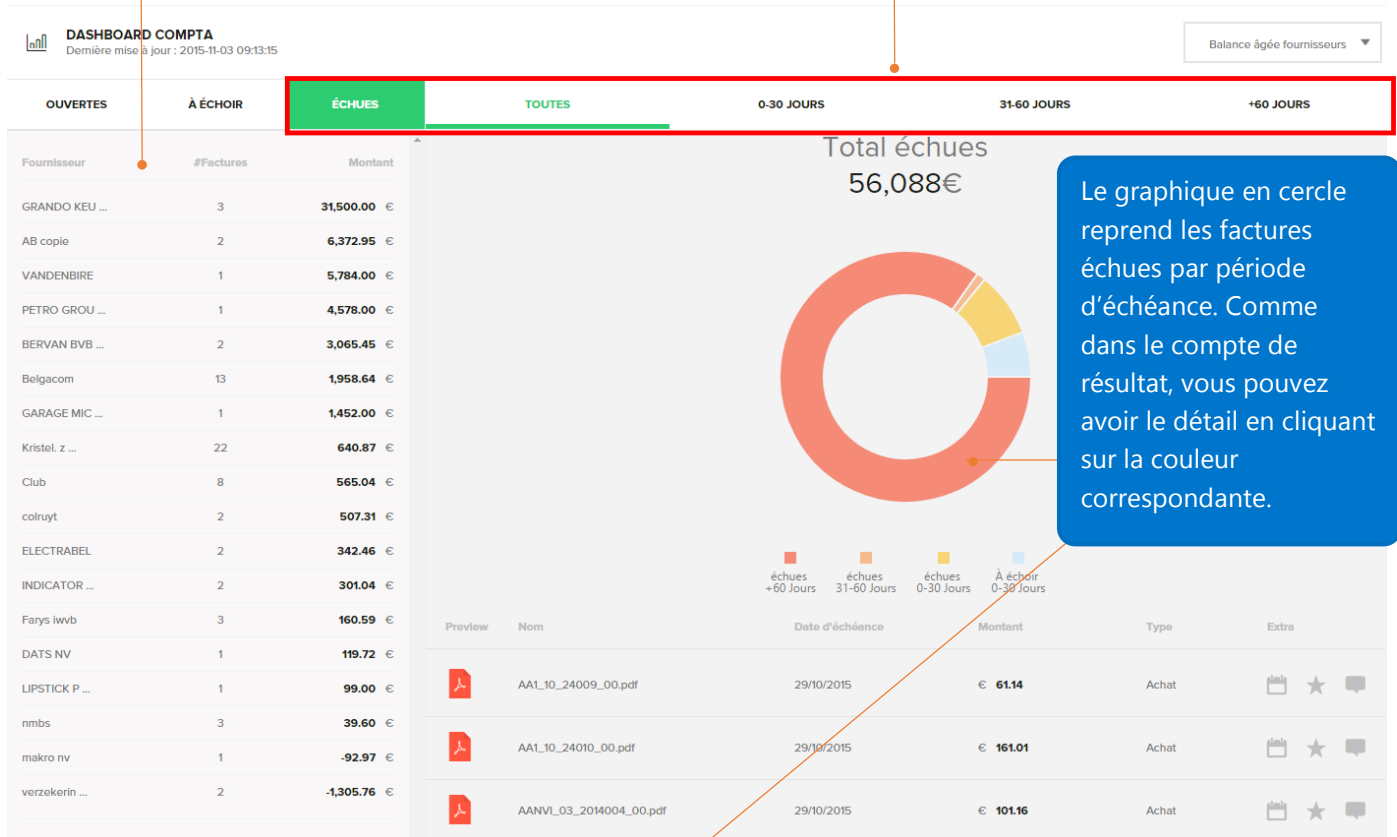 DASHBOARD COMPTA
Dernière mise à jour : 2015-11-03 09:13:15
Balance âgée fournisseurs
OUVERTES À ÉCHOIR ÉCHUES TOUTES 0-30 JOURS 31-60 JOURS +60 JOURS
Fournisseur #Factures Montant
GRANDO KEU ... 3 31,500.00 €
AB copie 2 6,372.95 €
VANDENBIRE 1 5,784.00 €
PETRO GROU ... 1 4,578.00 €
BERVAN BVB ... 2 3,065.45 €
Belgacom 13 1,958.64 €
GARAGE MIC ... 1 1,452.00 €
Kristel. z ... 22 640.87 €
Club 8 565.04 €
colruyt 2 507.31 €
ELECTRABEL 2 342.46 €
INDICATOR ... 2 301.04 €
Farys iwvb 3 160.59 €
DATS NV 1 119.72 €
LIPSTICK P ... 1 99.00 €
nmbs 3 39.60 €
makro nv 1 -92.97 €
verzekerin ... 2 -1,305.76 €
Total échues
56,088€
Le graphique en cercle
reprend les factures
échues par période
d'échéance. Comme
dans le compte de
résultat, vous pouvez
avoir le détail en cliquant
sur la couleur
correspondante.
échues échues échues À échoir
+60 Jours 31-60 Jours 0-30 Jours 0-30 Jours
Preview Nom Date d'échéance Montant Type Extra
AA1_10_24009_00.pdf 29/10/2015 € 61.14 Achat
AA1_10_24010_00.pdf 29/10/2015 € 161.01 Achat
AANVI_03_2014004_00.pdf 29/10/2015 € 101.16 Achat